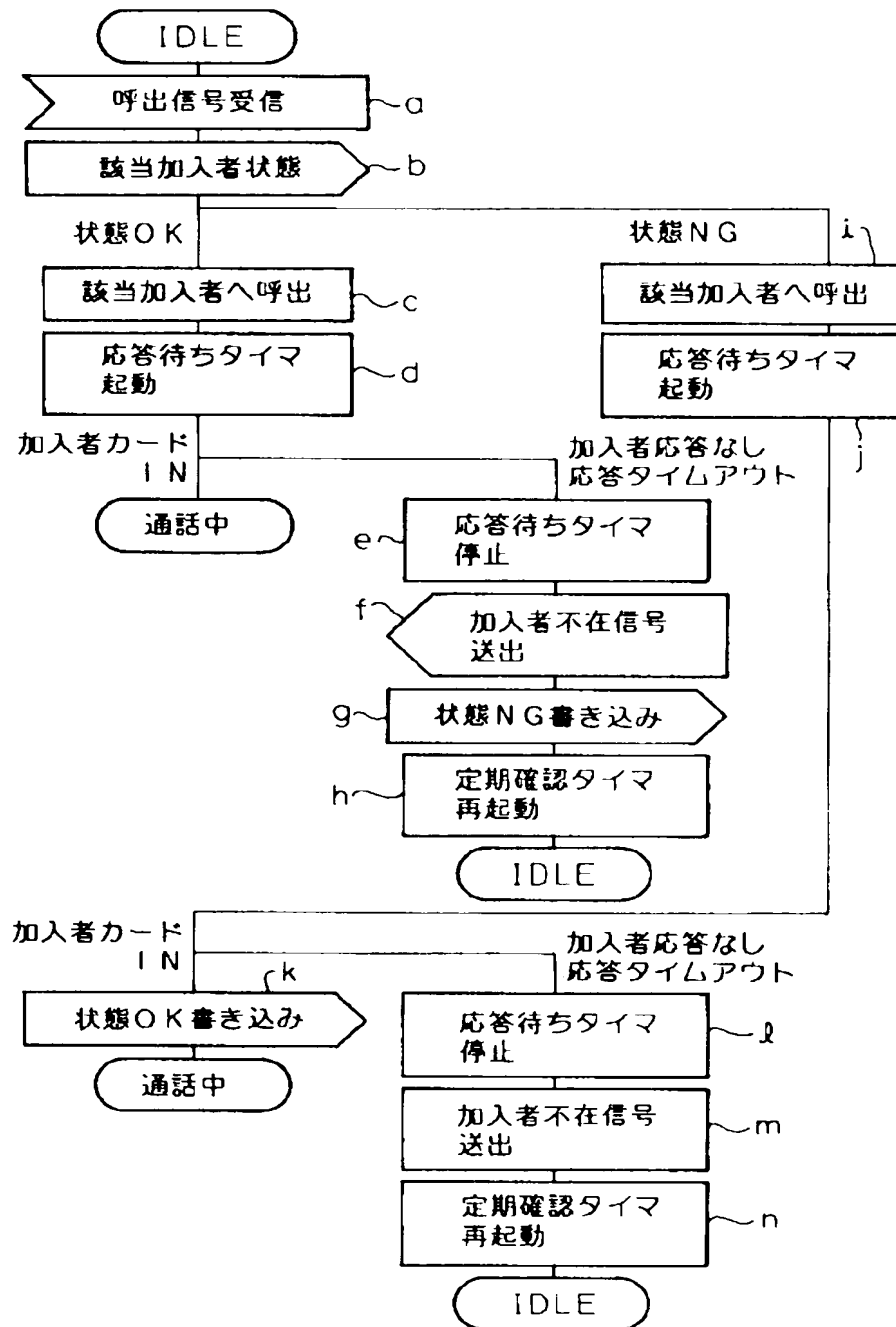 IDLE
呼出信号受信
a
該当加入者状態
b
状態OK
状態NG
i
該当加入者へ呼出
c
該当加入者へ呼出
応答待ちタイマ
起動
d
応答待ちタイマ
起動
j
加入者カード
IN
加入者応答なし
応答タイムアウト
通話中
e
応答待ちタイマ
停止
f
加入者不在信号
送出
g
状態NG書き込み
h
定期確認タイマ
再起動
IDLE
加入者カード
IN
加入者応答なし
応答タイムアウト
k
状態OK書き込み
通話中
応答待ちタイマ
停止
l
加入者不在信号
送出
m
定期確認タイマ
再起動
n
IDLE